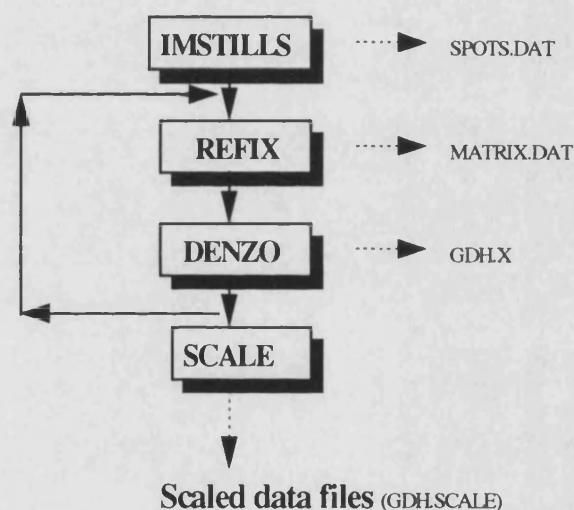 IMSTILLS
SPOTS.DAT
REFIX
MATRIX.DAT
DENZO
GDH.X
SCALE
Scaled data files (GDH.SCALE)